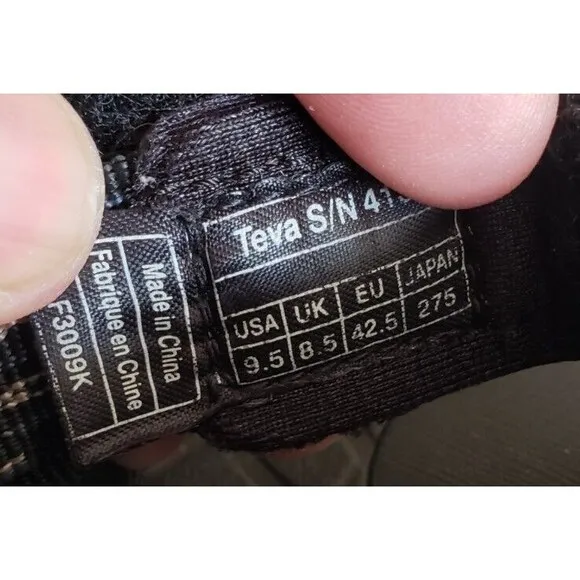 Teva S/N 41
USA UK EU JAPAN
9.5 8.5 42.5 275
Made in China
Fabriqué en Chine
F3009K